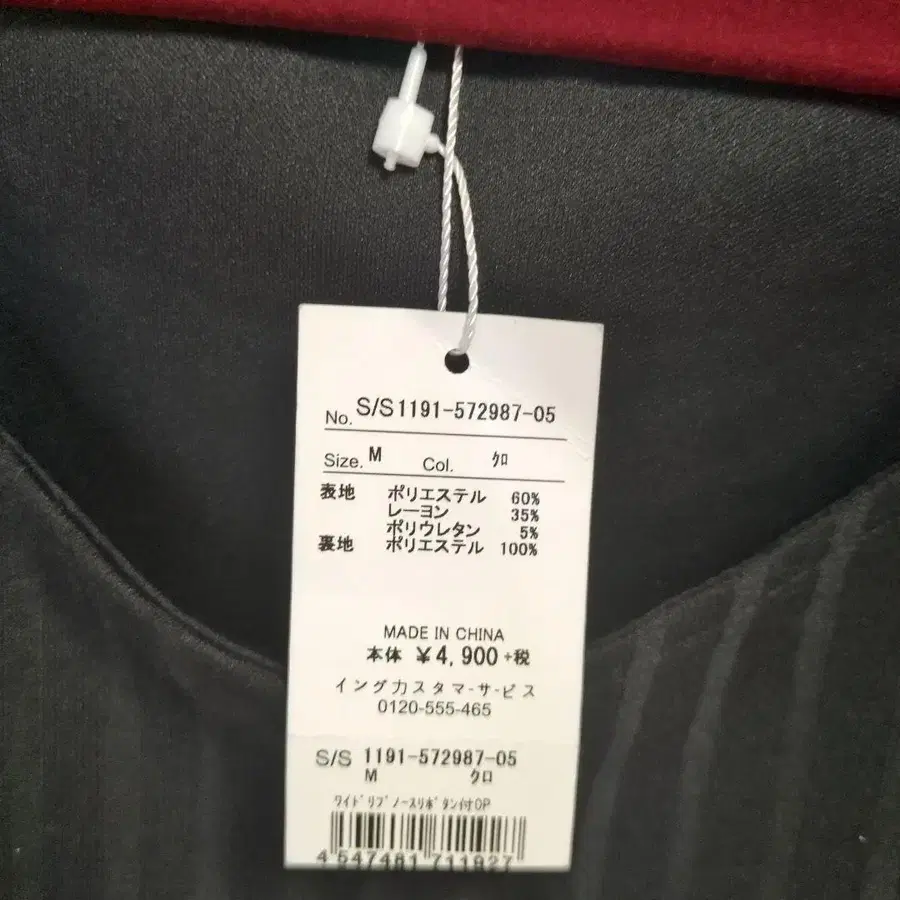 No. S/S1191-572987-05
Size. M Col. ｸﾛ
表地 ポリエステル 60%
レーヨン 35%
ポリウレタン 5%
裏地 ポリエステル 100%
MADE IN CHINA
本体 ¥4,900+税
イング力スタマ-サ-ビス
0120-555-465
S/S 1191-572987-05
M ｸﾛ
ﾜｲﾄﾞﾘﾌﾞﾉｰｽﾘﾎﾞﾀﾝ付OP
4 547481 711927